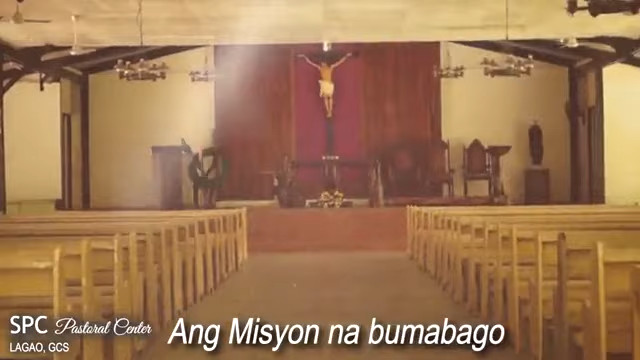 SPC Pastoral Center
LAGAO, GCS
Ang Misyon na bumabago